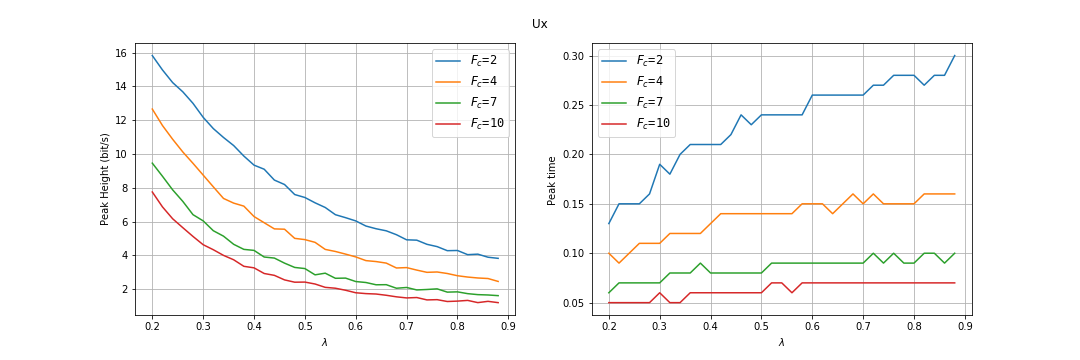 Ux
Peak Height (bit/s)
16
14
12
10
8
6
4
2
0.2 0.3 0.4 0.5 0.6 0.7 0.8 0.9
λ
F_c=2
F_c=4
F_c=7
F_c=10
Peak time
0.30
0.25
0.20
0.15
0.10
0.05
0.2 0.3 0.4 0.5 0.6 0.7 0.8 0.9
λ
F_c=2
F_c=4
F_c=7
F_c=10